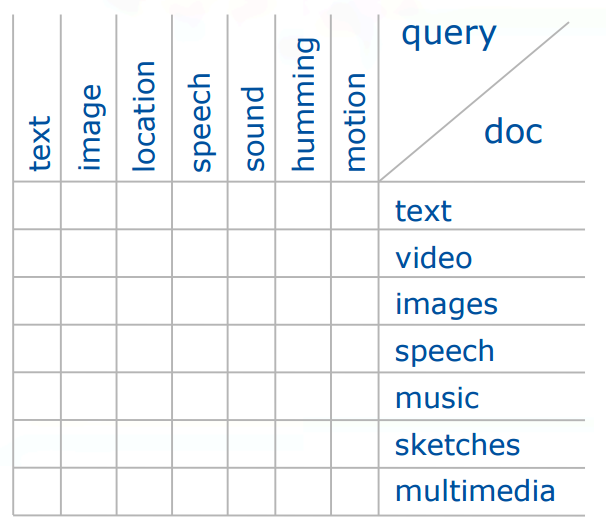 query
doc
text
image
location
speech
sound
humming
motion
text
video
images
speech
music
sketches
multimedia